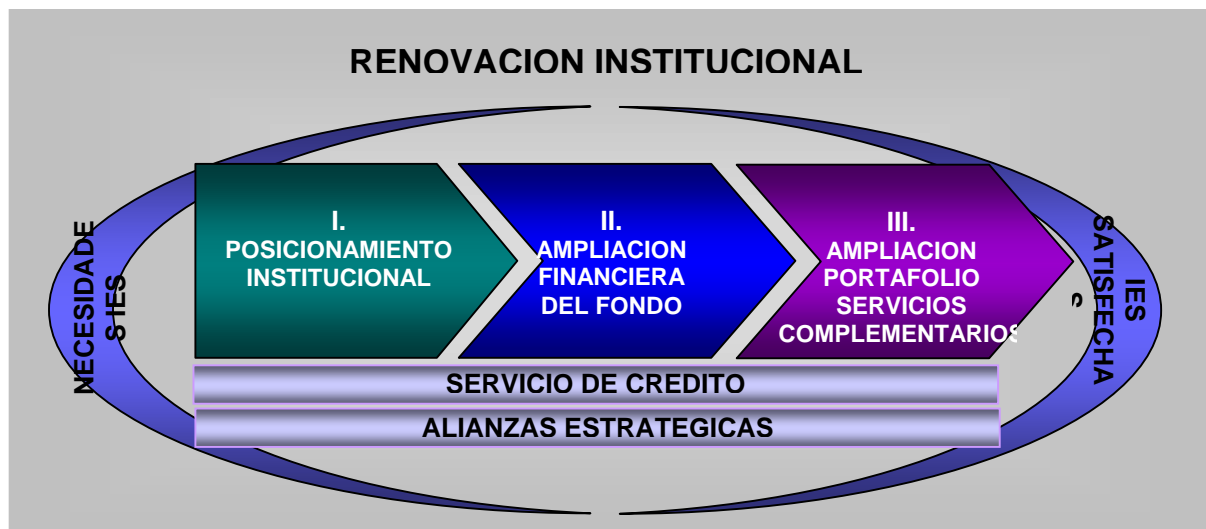 RENOVACION INSTITUCIONAL
NECESIDADE
S IES
I.
POSICIONAMIENTO
INSTITUCIONAL
II.
AMPLIACION
FINANCIERA
DEL FONDO
III.
AMPLIACION
PORTAFOLIO
SERVICIOS
COMPLEMENTARIOS
IES
SATISFECHA
S
SERVICIO DE CREDITO
ALIANZAS ESTRATEGICAS